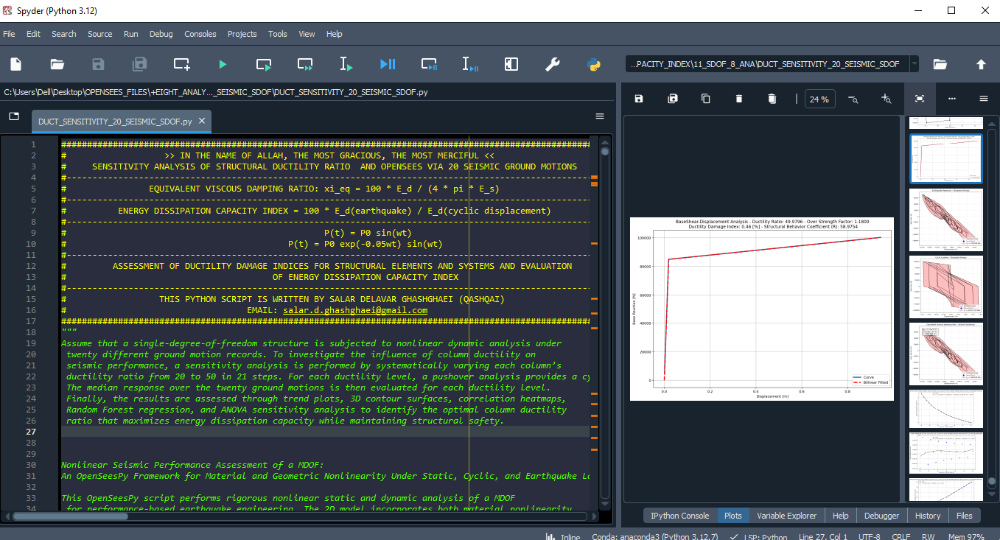 Spyder (Python 3.12)
File Edit Search Source Run Debug Consoles Projects Tools View Help
...PACITY_INDEX\11_SDOF_8_ANA\DUCT_SENSITIVITY_20_SEISMIC_SDOF
C:\Users\Dell\Desktop\OPENSEES_FILES\+EIGHT_ANALY..._SEISMIC_SDOF\DUCT_SENSITIVITY_20_SEISMIC_SDOF.py
DUCT_SENSITIVITY_20_SEISMIC_SDOF.py
1 ####################################################################################################
2 # >> IN THE NAME OF ALLAH, THE MOST GRACIOUS, THE MOST MERCIFUL <<
3 # SENSITIVITY ANALYSIS OF STRUCTURAL DUCTILITY RATIO  AND OPENSEES VIA 20 SEISMIC GROUND MOTIONS
4 #---------------------------------------------------------------------------------------------------
5 # EQUIVALENT VISCOUS DAMPING RATIO: xi_eq = 100 * E_d / (4 * pi * E_s)
6 #---------------------------------------------------------------------------------------------------
7 # ENERGY DISSIPATION CAPACITY INDEX = 100 * E_d(earthquake) / E_d(cyclic displacement)
8 #---------------------------------------------------------------------------------------------------
9 # P(t) = P0 sin(wt)
10 # P(t) = P0 exp(-0.05wt) sin(wt)
11 #---------------------------------------------------------------------------------------------------
12 # ASSESSMENT OF DUCTILITY DAMAGE INDICES FOR STRUCTURAL ELEMENTS AND SYSTEMS AND EVALUATION
13 # OF ENERGY DISSIPATION CAPACITY INDEX
14 #---------------------------------------------------------------------------------------------------
15 # THIS PYTHON SCRIPT IS WRITTEN BY SALAR DELAVAR GHASHGHAEI (QASHQAI)
16 # EMAIL: salar.d.ghashghaei@gmail.com
17 ####################################################################################################
18 """
19 Assume that a single-degree-of-freedom structure is subjected to nonlinear dynamic analysis under
20 twenty different ground motion records. To investigate the influence of column ductility on
21 seismic performance, a sensitivity analysis is performed by systematically varying each column's
22 ductility ratio from 20 to 50 in 21 steps. For each ductility level, a pushover analysis provides a cy
23 The median response over the twenty ground motions is then evaluated for each ductility level.
24 Finally, the results are assessed through trend plots, 3D contour surfaces, correlation heatmaps,
25 Random Forest regression, and ANOVA sensitivity analysis to identify the optimal column ductility
26 ratio that maximizes energy dissipation capacity while maintaining structural safety.
27
28
29
30 Nonlinear Seismic Performance Assessment of a MDOF:
31 An OpenSeesPy Framework for Material and Geometric Nonlinearity Under Static, Cyclic, and Earthquake Lo
32
33 This OpenSeesPy script performs rigorous nonlinear static and dynamic analysis of a MDOF
34 for performance-based earthquake engineering. The 2D model incorporates both material nonlinearity
24 %
BaseShear-Displacement Analysis - Ductility Ratio: 49.9796 - Over Strength Factor: 1.1800
Ductility Damage Index: 0.46 [%] - Structural Behavior Coefficient (R): 58.9754
100000
80000
60000
40000
20000
0
Base Reaction [N]
0.0 0.2 0.4 0.6 0.8
Displacement [m]
Curve
Bilinear Fitted
IPython Console Plots Variable Explorer Help Debugger History Files
Inline Conda: anaconda3 (Python 3.12.7) LSP: Python Line 27, Col 1 UTF-8 CRLF RW Mem 97%